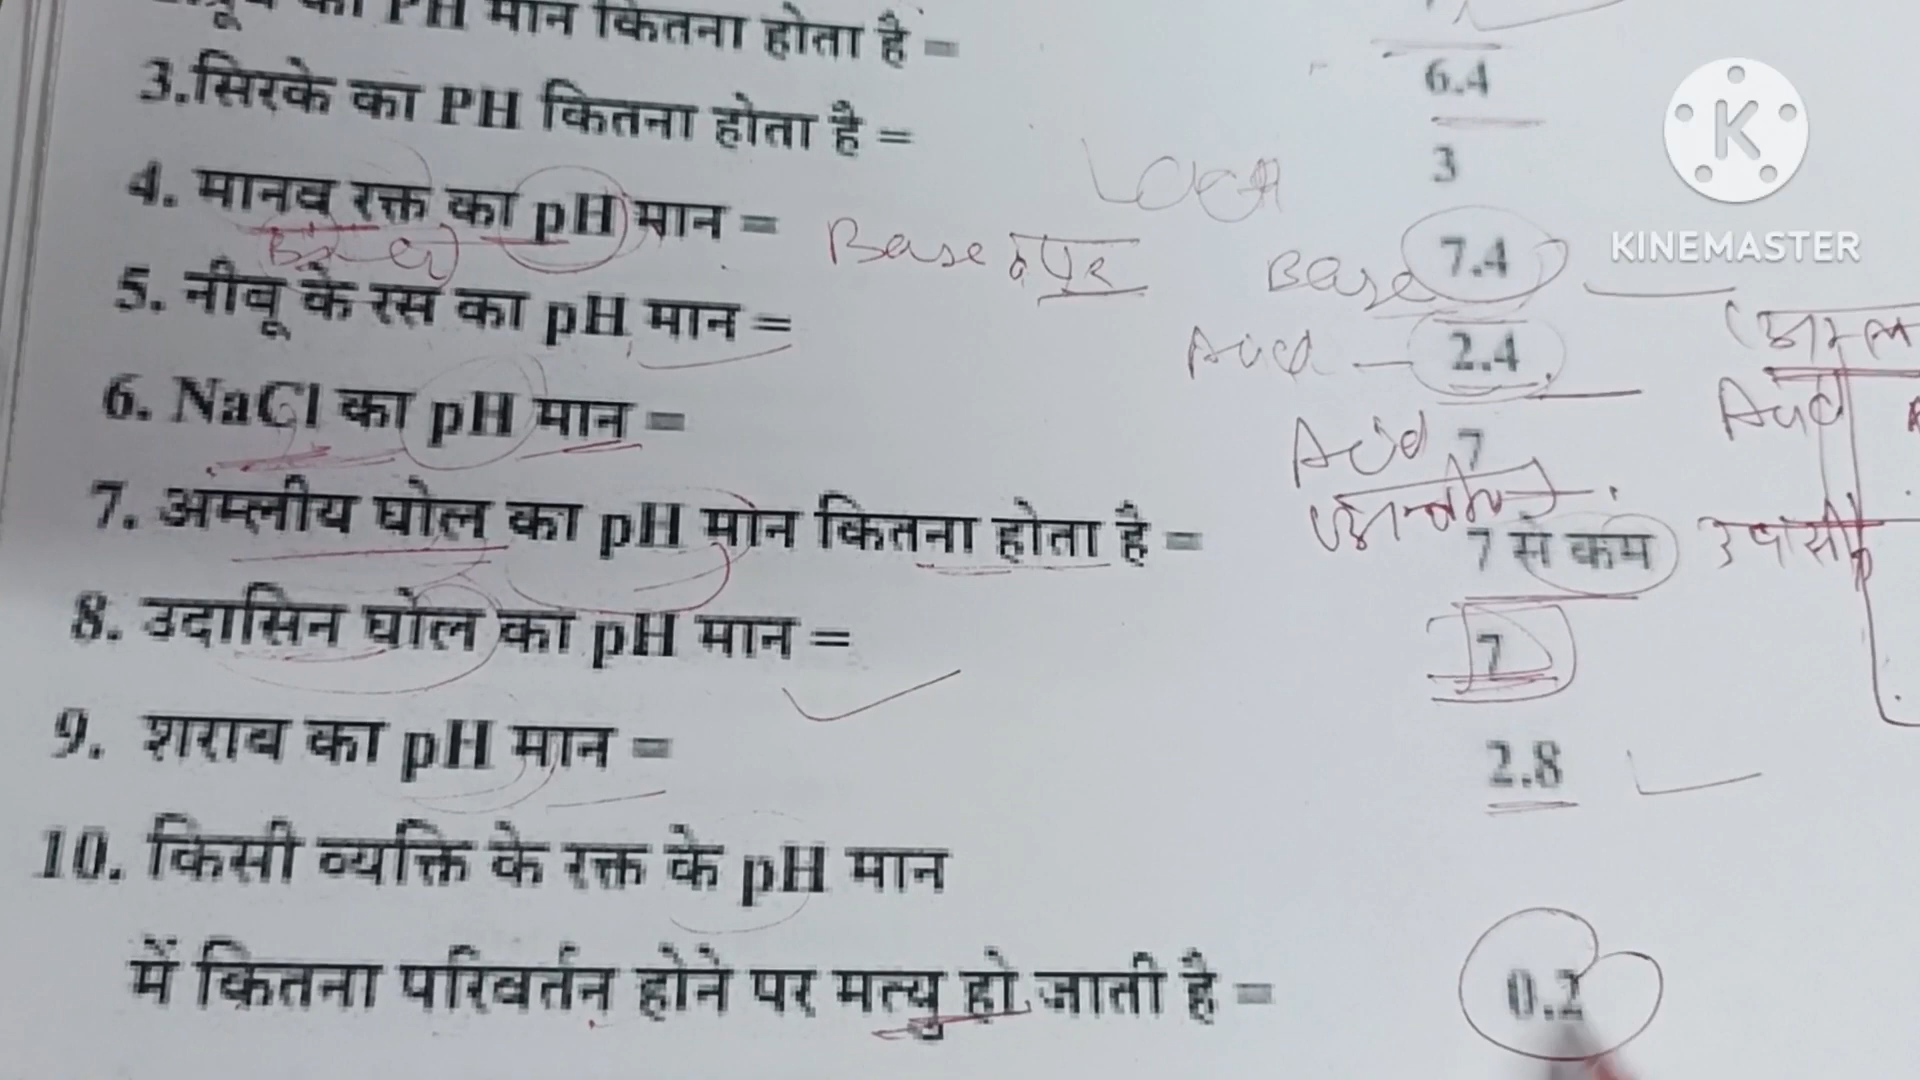 का PH मान कितना होता है =
6.4
3.सिरके का PH कितना होता है =
3
4. मानव रक्त का pH मान =
7.4
Base
Base
5. नीवू के रस का pH मान =
2.4
Acid
6. NaCl का pH मान =
7
Acid
Acid
7. अम्लीय घोल का pH मान कितना होता है =
7 से कम
8. उदासिन घोल का pH मान =
7
9. शराव का pH मान =
2.8
10. किसी व्यक्ति के रक्त के pH मान
में कितना परिवर्तन होने पर मत्यु हो जाती है =
0.2
K
KINEMASTER